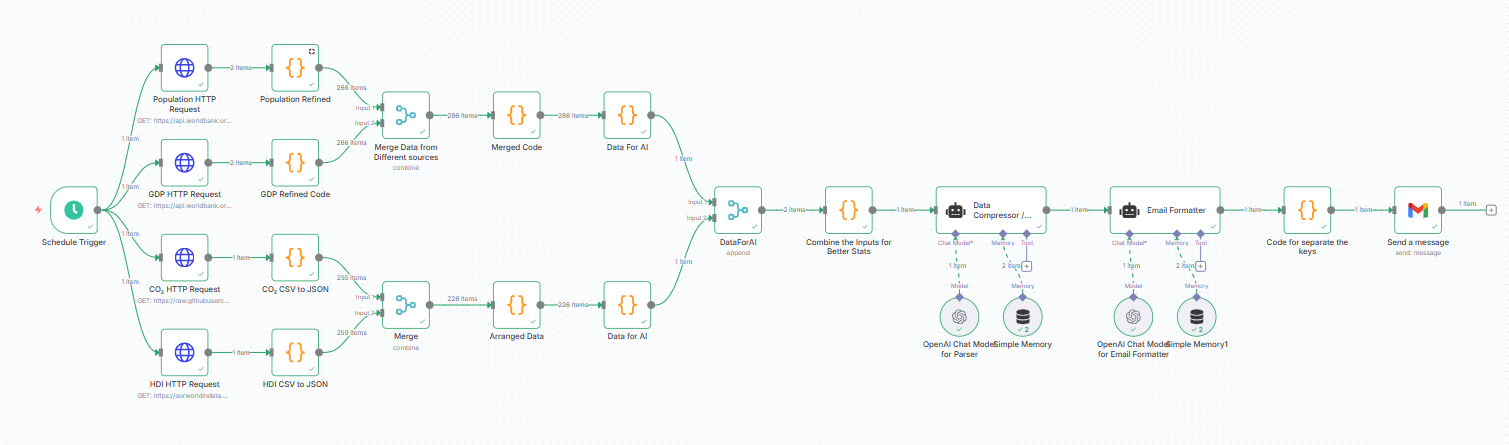 Population HTTP
Request
GET: https://api.worldbank.or...
2 items
Population Refined
266 items
Input 1
Input 2
266 items
Merge Data from
Different sources
combine
286 items
Merged Code
286 items
Data For AI
1 item
1 item
GDP HTTP Request
GET: https://api.worldbank.or...
2 items
GDP Refined Code
1 item
Schedule Trigger
1 item
CO₂ HTTP Request
GET: https://raw.githubuserc...
1 item
CO₂ CSV to JSON
255 items
Input 1
Input 2
259 items
Merge
combine
226 items
Arranged Data
226 items
Data for AI
1 item
1 item
HDI HTTP Request
GET: https://ourworldindata....
1 item
HDI CSV to JSON
Input 1
Input 2
DataForAI
append
2 items
Combine the Inputs for
Better Stats
1 item
Data
Compressor /...
Chat Model*
Memory
Tool
1 item
2 items
Model
Memory
OpenAI Chat Model
for Parser
Simple Memory
2
1 item
Email Formatter
Chat Model*
Memory
Tool
1 item
2 items
Model
Memory
OpenAI Chat Model
for Email Formatter
Simple Memory1
2
1 item
Code for separate the
keys
1 item
Send a message
send: message
1 item